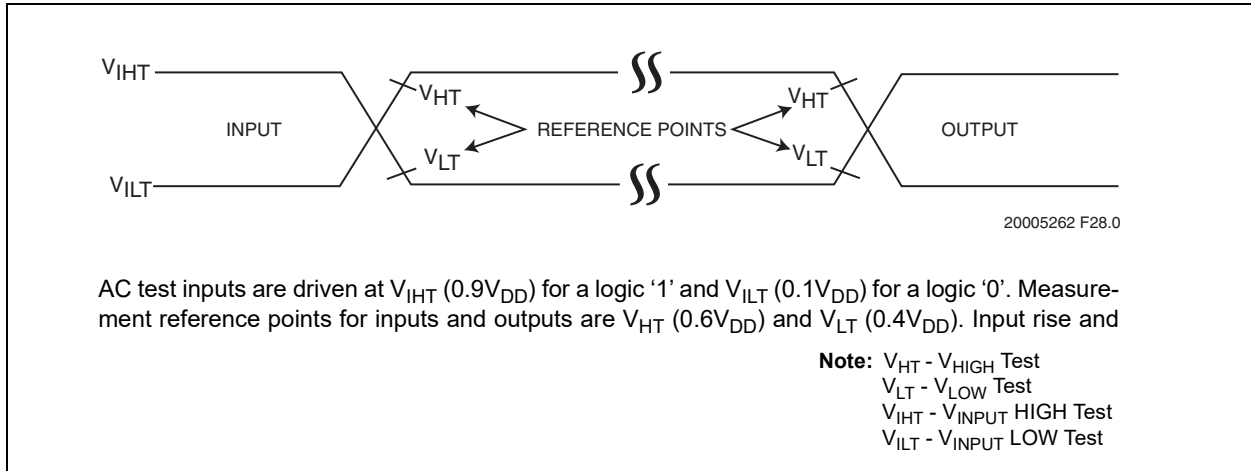 VIHT
VHT
VHT
INPUT
REFERENCE POINTS
OUTPUT
VLT
VLT
VILT
20005262 F28.0
AC test inputs are driven at VIHT (0.9VDD) for a logic ‘1’ and VILT (0.1VDD) for a logic ‘0’. Measure-
ment reference points for inputs and outputs are VHT (0.6VDD) and VLT (0.4VDD). Input rise and
Note: VHT - VHIGH Test
VLT - VLOW Test
VIHT - VINPUT HIGH Test
VILT - VINPUT LOW Test